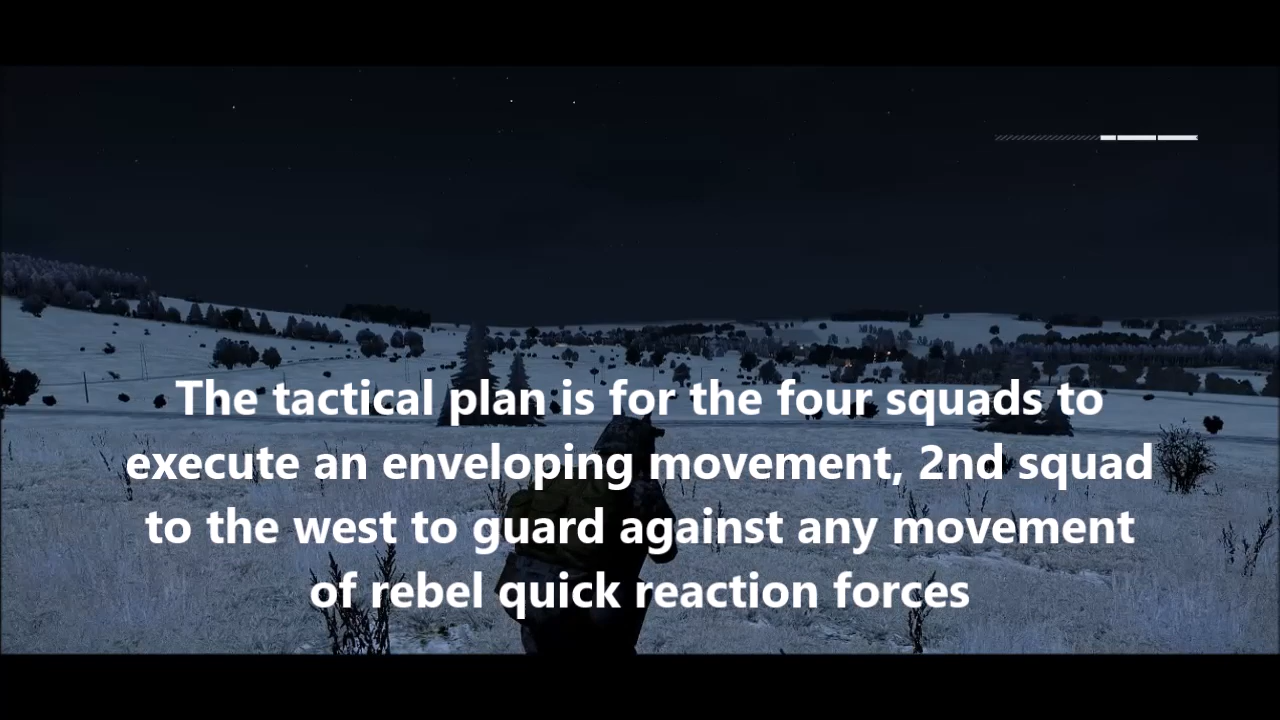 The tactical plan is for the four squads to
execute an enveloping movement, 2nd squad
to the west to guard against any movement
of rebel quick reaction forces